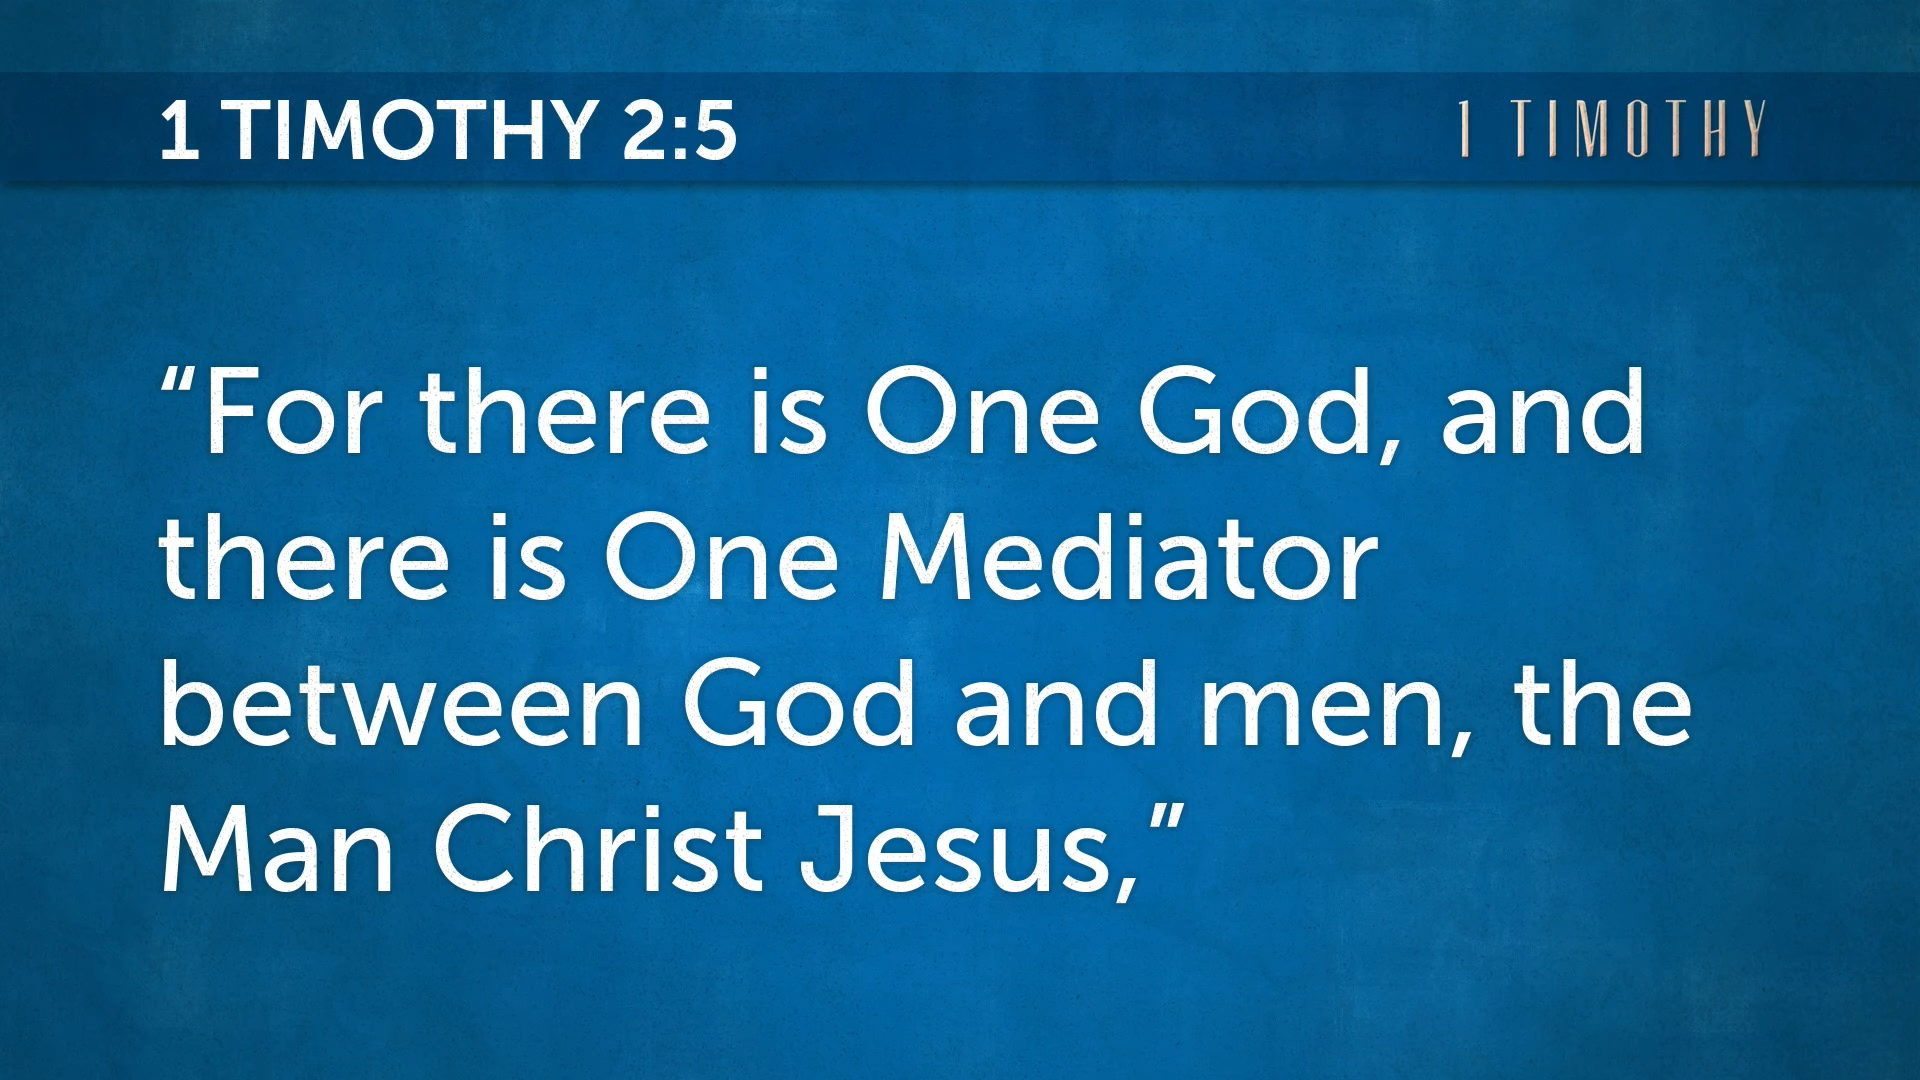 1 TIMOTHY 2:5
1 TIMOTHY
“For there is One God, and
there is One Mediator
between God and men, the
Man Christ Jesus,”